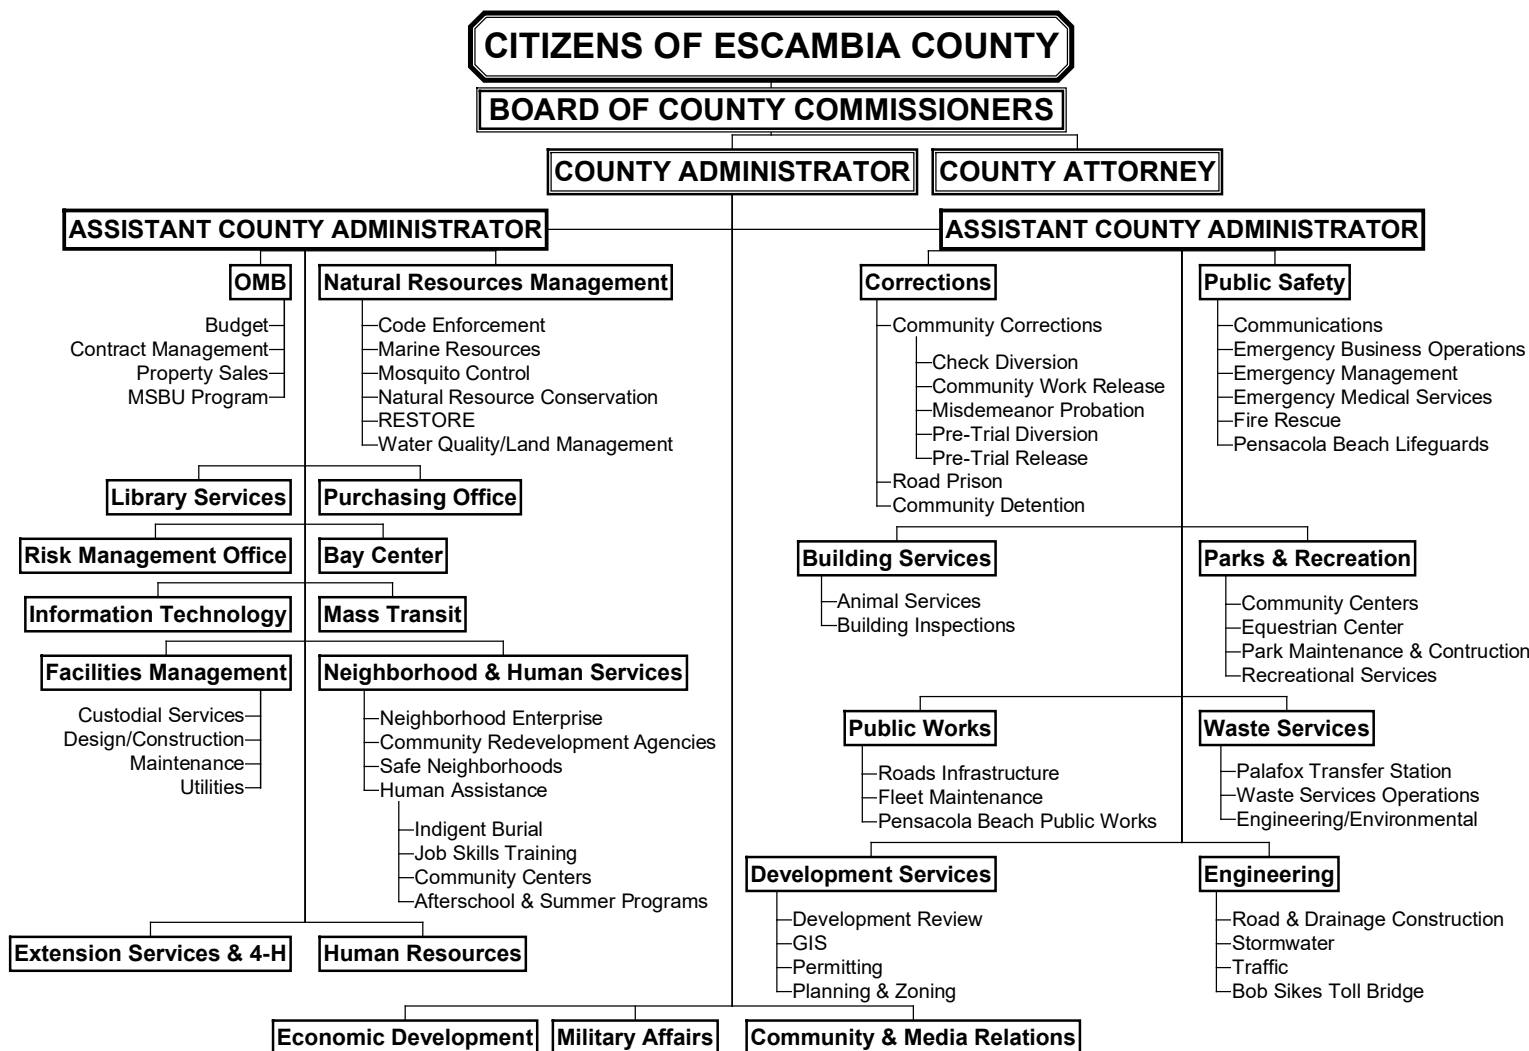 CITIZENS OF ESCAMBIA COUNTY
BOARD OF COUNTY COMMISSIONERS
COUNTY ADMINISTRATOR
COUNTY ATTORNEY
ASSISTANT COUNTY ADMINISTRATOR
OMB
Budget
Contract Management
Property Sales
MSBU Program
Natural Resources Management
Code Enforcement
Marine Resources
Mosquito Control
Natural Resource Conservation
RESTORE
Water Quality/Land Management
Library Services
Purchasing Office
Risk Management Office
Bay Center
Information Technology
Mass Transit
Facilities Management
Custodial Services
Design/Construction
Maintenance
Utilities
Neighborhood & Human Services
Neighborhood Enterprise
Community Redevelopment Agencies
Safe Neighborhoods
Human Assistance
Indigent Burial
Job Skills Training
Community Centers
Afterschool & Summer Programs
Extension Services & 4-H
Human Resources
ASSISTANT COUNTY ADMINISTRATOR
Corrections
Community Corrections
Check Diversion
Community Work Release
Misdemeanor Probation
Pre-Trial Diversion
Pre-Trial Release
Road Prison
Community Detention
Public Safety
Communications
Emergency Business Operations
Emergency Management
Emergency Medical Services
Fire Rescue
Pensacola Beach Lifeguards
Building Services
Animal Services
Building Inspections
Parks & Recreation
Community Centers
Equestrian Center
Park Maintenance & Contruction
Recreational Services
Public Works
Roads Infrastructure
Fleet Maintenance
Pensacola Beach Public Works
Waste Services
Palafox Transfer Station
Waste Services Operations
Engineering/Environmental
Development Services
Development Review
GIS
Permitting
Planning & Zoning
Engineering
Road & Drainage Construction
Stormwater
Traffic
Bob Sikes Toll Bridge
Economic Development
Military Affairs
Community & Media Relations